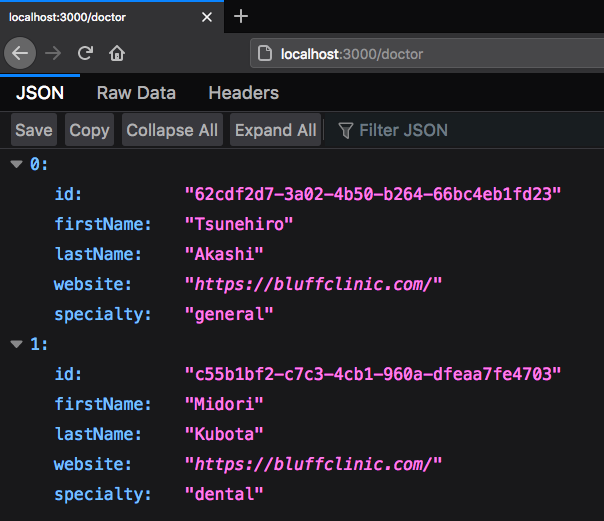 localhost:3000/doctor
localhost:3000/doctor
JSON Raw Data Headers
Save Copy Collapse All Expand All Filter JSON
0:
id: "62cdf2d7-3a02-4b50-b264-66bc4eb1fd23"
firstName: "Tsunehiro"
lastName: "Akashi"
website: "https://bluffclinic.com/"
specialty: "general"
1:
id: "c55b1bf2-c7c3-4cb1-960a-dfeaa7fe4703"
firstName: "Midori"
lastName: "Kubota"
website: "https://bluffclinic.com/"
specialty: "dental"